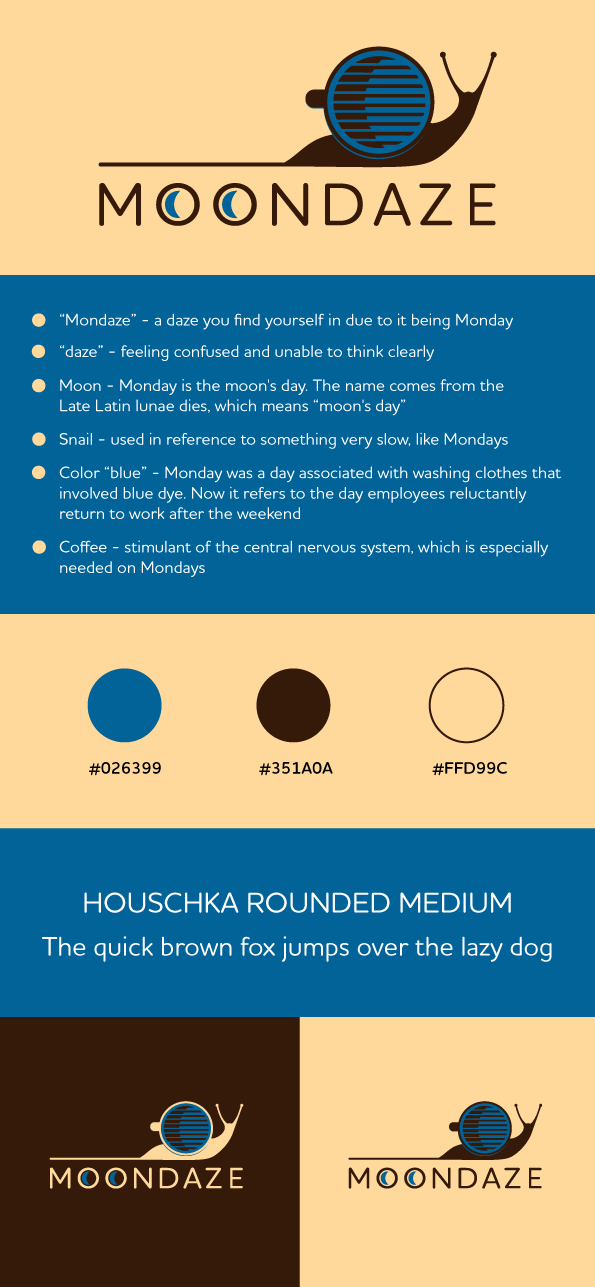 MOONDAZE
“Mondaze” - a daze you find yourself in due to it being Monday
“daze” - feeling confused and unable to think clearly
Moon - Monday is the moon's day. The name comes from the
Late Latin lunae dies, which means “moon's day”
Snail - used in reference to something very slow, like Mondays
Color “blue” - Monday was a day associated with washing clothes that
involved blue dye. Now it refers to the day employees reluctantly
return to work after the weekend
Coffee - stimulant of the central nervous system, which is especially
needed on Mondays
#026399 #351A0A #FFD99C
HOUSCHKA ROUNDED MEDIUM
The quick brown fox jumps over the lazy dog
MOONDAZE MOONDAZE